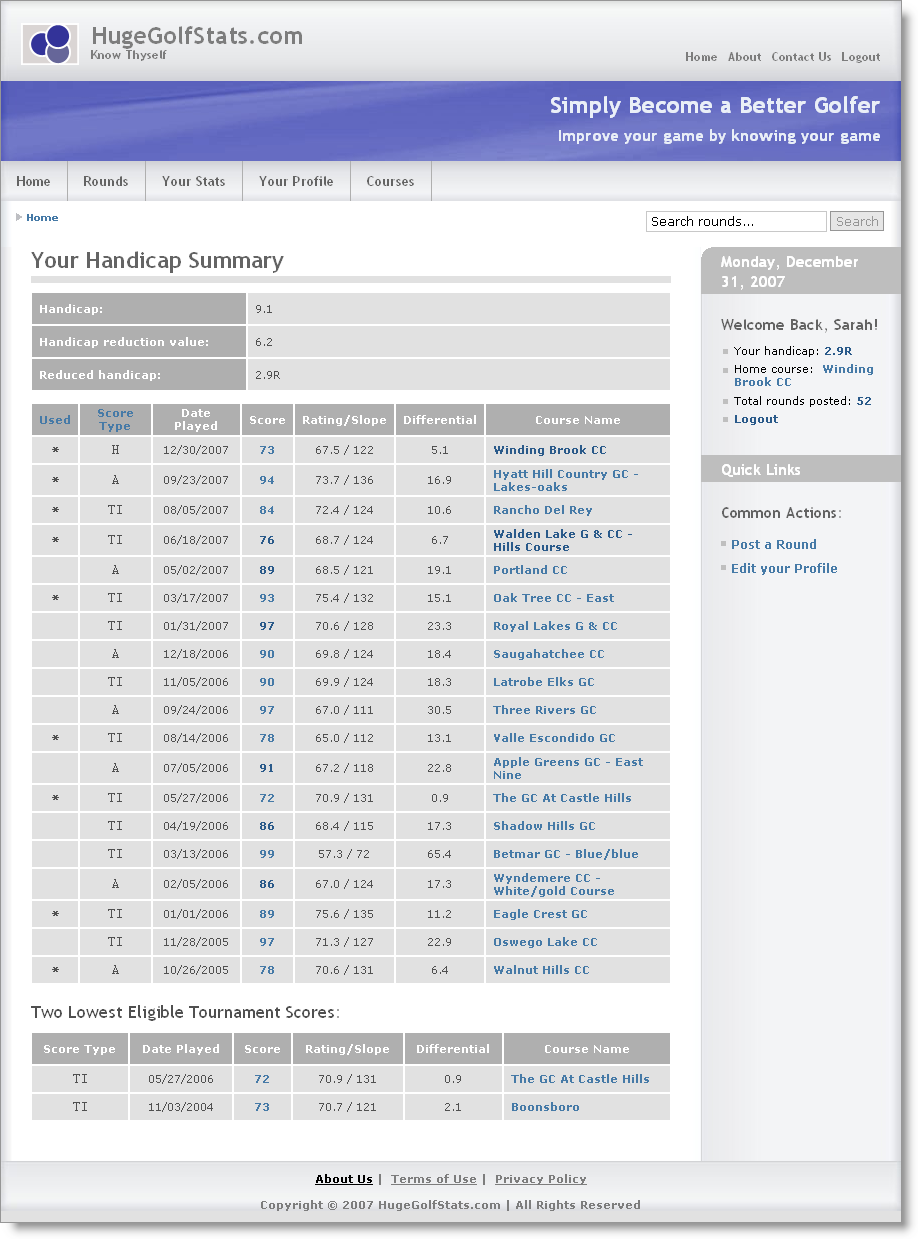 HugeGolfStats.com
Know Thyself
Home About Contact Us Logout
Simply Become a Better Golfer
Improve your game by knowing your game
Home Rounds Your Stats Your Profile Courses
Home
Search rounds... Search
Your Handicap Summary
Handicap: 9.1
Handicap reduction value: 6.2
Reduced handicap: 2.9R
Used Score Type Date Played Score Rating/Slope Differential Course Name
* H 12/30/2007 73 67.5 / 122 5.1 Winding Brook CC
* A 09/23/2007 94 73.7 / 136 16.9 Hyatt Hill Country GC -
Lakes-oaks
* TI 08/05/2007 84 72.4 / 124 10.6 Rancho Del Rey
* TI 06/18/2007 76 68.7 / 124 6.7 Walden Lake G & CC -
Hills Course
A 05/02/2007 89 68.5 / 121 19.1 Portland CC
* TI 03/17/2007 93 75.4 / 132 15.1 Oak Tree CC - East
TI 01/31/2007 97 70.6 / 128 23.3 Royal Lakes G & CC
A 12/18/2006 90 69.8 / 124 18.4 Saugahatchee CC
TI 11/05/2006 90 69.9 / 124 18.3 Latrobe Elks GC
A 09/24/2006 97 67.0 / 111 30.5 Three Rivers GC
* TI 08/14/2006 78 65.0 / 112 13.1 Valle Escondido GC
A 07/05/2006 91 67.2 / 118 22.8 Apple Greens GC - East
Nine
* TI 05/27/2006 72 70.9 / 131 0.9 The GC At Castle Hills
TI 04/19/2006 86 68.4 / 115 17.3 Shadow Hills GC
TI 03/13/2006 99 57.3 / 72 65.4 Betmar GC - Blue/blue
A 02/05/2006 86 67.0 / 124 17.3 Wyndemere CC -
White/gold Course
* TI 01/01/2006 89 75.6 / 135 11.2 Eagle Crest GC
TI 11/28/2005 97 71.3 / 127 22.9 Oswego Lake CC
* A 10/26/2005 78 70.6 / 131 6.4 Walnut Hills CC
Two Lowest Eligible Tournament Scores:
Score Type Date Played Score Rating/Slope Differential Course Name
TI 05/27/2006 72 70.9 / 131 0.9 The GC At Castle Hills
TI 11/03/2004 73 70.7 / 121 2.1 Boonsboro
Monday, December
31, 2007
Welcome Back, Sarah!
Your handicap: 2.9R
Home course: Winding
Brook CC
Total rounds posted: 52
Logout
Quick Links
Common Actions:
Post a Round
Edit your Profile
About Us | Terms of Use | Privacy Policy
Copyright © 2007 HugeGolfStats.com | All Rights Reserved